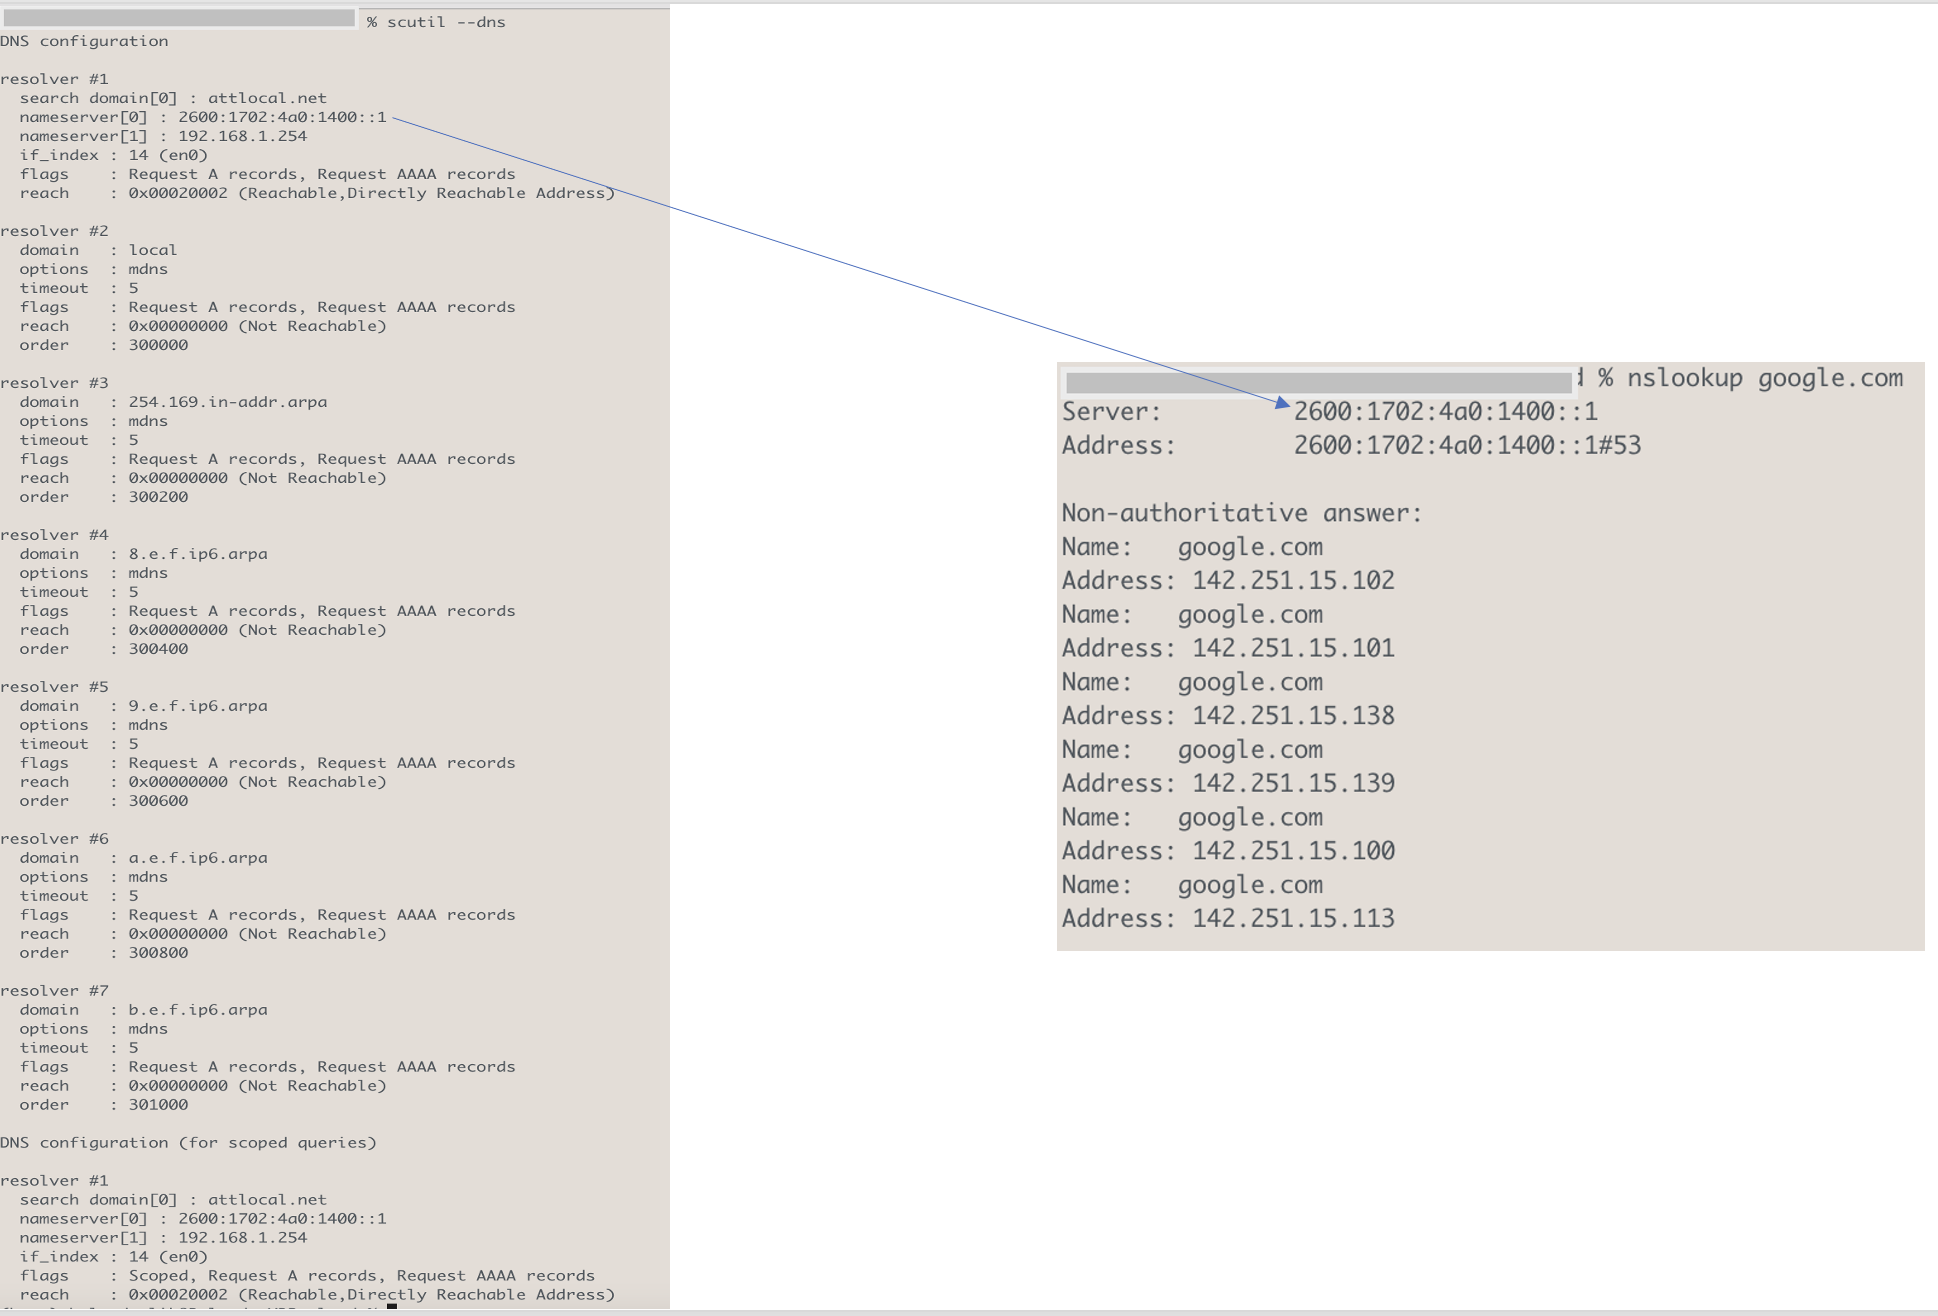 % scutil --dns
DNS configuration
resolver #1
search domain[0] : attlocal.net
nameserver[0] : 2600:1702:4a0:1400::1
nameserver[1] : 192.168.1.254
if_index : 14 (en0)
flags    : Request A records, Request AAAA records
reach    : 0x00020002 (Reachable,Directly Reachable Address)
resolver #2
domain   : local
options  : mdns
timeout  : 5
flags    : Request A records, Request AAAA records
reach    : 0x00000000 (Not Reachable)
order    : 300000
resolver #3
domain   : 254.169.in-addr.arpa
options  : mdns
timeout  : 5
flags    : Request A records, Request AAAA records
reach    : 0x00000000 (Not Reachable)
order    : 300200
resolver #4
domain   : 8.e.f.ip6.arpa
options  : mdns
timeout  : 5
flags    : Request A records, Request AAAA records
reach    : 0x00000000 (Not Reachable)
order    : 300400
resolver #5
domain   : 9.e.f.ip6.arpa
options  : mdns
timeout  : 5
flags    : Request A records, Request AAAA records
reach    : 0x00000000 (Not Reachable)
order    : 300600
resolver #6
domain   : a.e.f.ip6.arpa
options  : mdns
timeout  : 5
flags    : Request A records, Request AAAA records
reach    : 0x00000000 (Not Reachable)
order    : 300800
resolver #7
domain   : b.e.f.ip6.arpa
options  : mdns
timeout  : 5
flags    : Request A records, Request AAAA records
reach    : 0x00000000 (Not Reachable)
order    : 301000
DNS configuration (for scoped queries)
resolver #1
search domain[0] : attlocal.net
nameserver[0] : 2600:1702:4a0:1400::1
nameserver[1] : 192.168.1.254
if_index : 14 (en0)
flags    : Scoped, Request A records, Request AAAA records
reach    : 0x00020002 (Reachable,Directly Reachable Address)
% nslookup google.com
Server:         2600:1702:4a0:1400::1
Address:        2600:1702:4a0:1400::1#53
Non-authoritative answer:
Name:   google.com
Address: 142.251.15.102
Name:   google.com
Address: 142.251.15.101
Name:   google.com
Address: 142.251.15.138
Name:   google.com
Address: 142.251.15.139
Name:   google.com
Address: 142.251.15.100
Name:   google.com
Address: 142.251.15.113